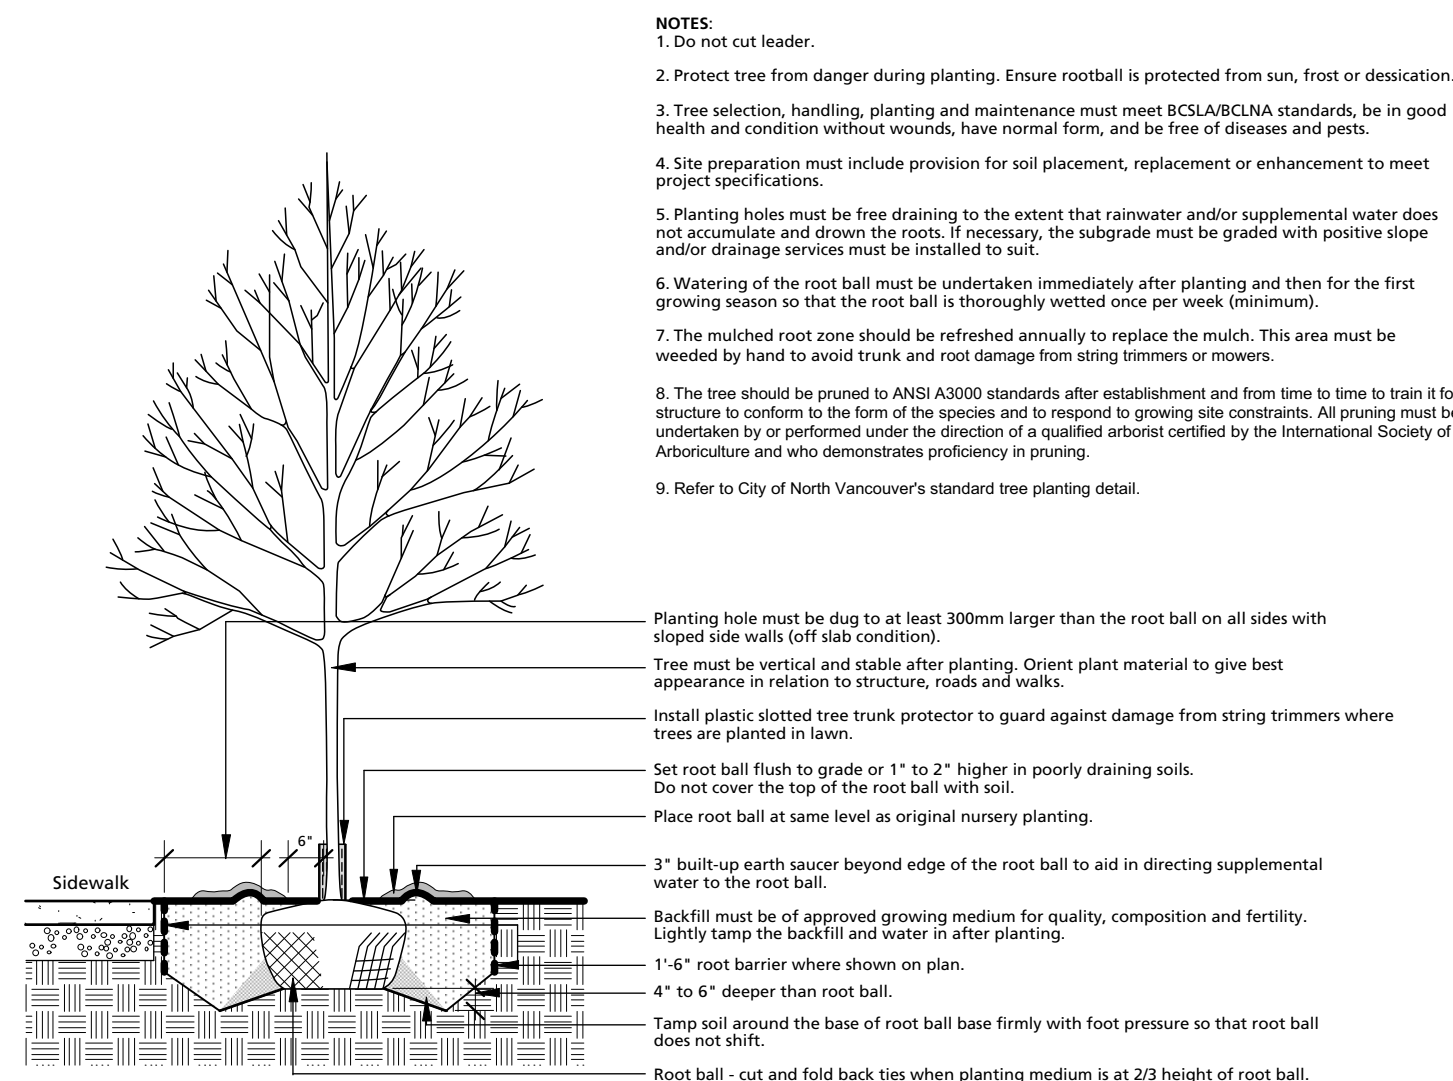 NOTES:
1. Do not cut leader.
2. Protect tree from danger during planting. Ensure rootball is protected from sun, frost or dessication.
3. Tree selection, handling, planting and maintenance must meet BCSLA/BCLNA standards, be in good
health and condition without wounds, have normal form, and be free of diseases and pests.
4. Site preparation must include provision for soil placement, replacement or enhancement to meet
project specifications.
5. Planting holes must be free draining to the extent that rainwater and/or supplemental water does
not accumulate and drown the roots. If necessary, the subgrade must be graded with positive slope
and/or drainage services must be installed to suit.
6. Watering of the root ball must be undertaken immediately after planting and then for the first
growing season so that the root ball is thoroughly wetted once per week (minimum).
7. The mulched root zone should be refreshed annually to replace the mulch. This area must be
weeded by hand to avoid trunk and root damage from string trimmers or mowers.
8. The tree should be pruned to ANSI A3000 standards after establishment and from time to time to train it fo
structure to conform to the form of the species and to respond to growing site constraints. All pruning must be
undertaken by or performed under the direction of a qualified arborist certified by the International Society of
Arboriculture and who demonstrates proficiency in pruning.
9. Refer to City of North Vancouver's standard tree planting detail.
Planting hole must be dug to at least 300mm larger than the root ball on all sides with
sloped side walls (off slab condition).
Tree must be vertical and stable after planting. Orient plant material to give best
appearance in relation to structure, roads and walks.
Install plastic slotted tree trunk protector to guard against damage from string trimmers where
trees are planted in lawn.
Set root ball flush to grade or 1" to 2" higher in poorly draining soils.
Do not cover the top of the root ball with soil.
Place root ball at same level as original nursery planting.
6"
3" built-up earth saucer beyond edge of the root ball to aid in directing supplemental
water to the root ball.
Sidewalk
Backfill must be of approved growing medium for quality, composition and fertility.
Lightly tamp the backfill and water in after planting.
1'-6" root barrier where shown on plan.
4" to 6" deeper than root ball.
Tamp soil around the base of root ball base firmly with foot pressure so that root ball
does not shift.
Root ball - cut and fold back ties when planting medium is at 2/3 height of root ball.